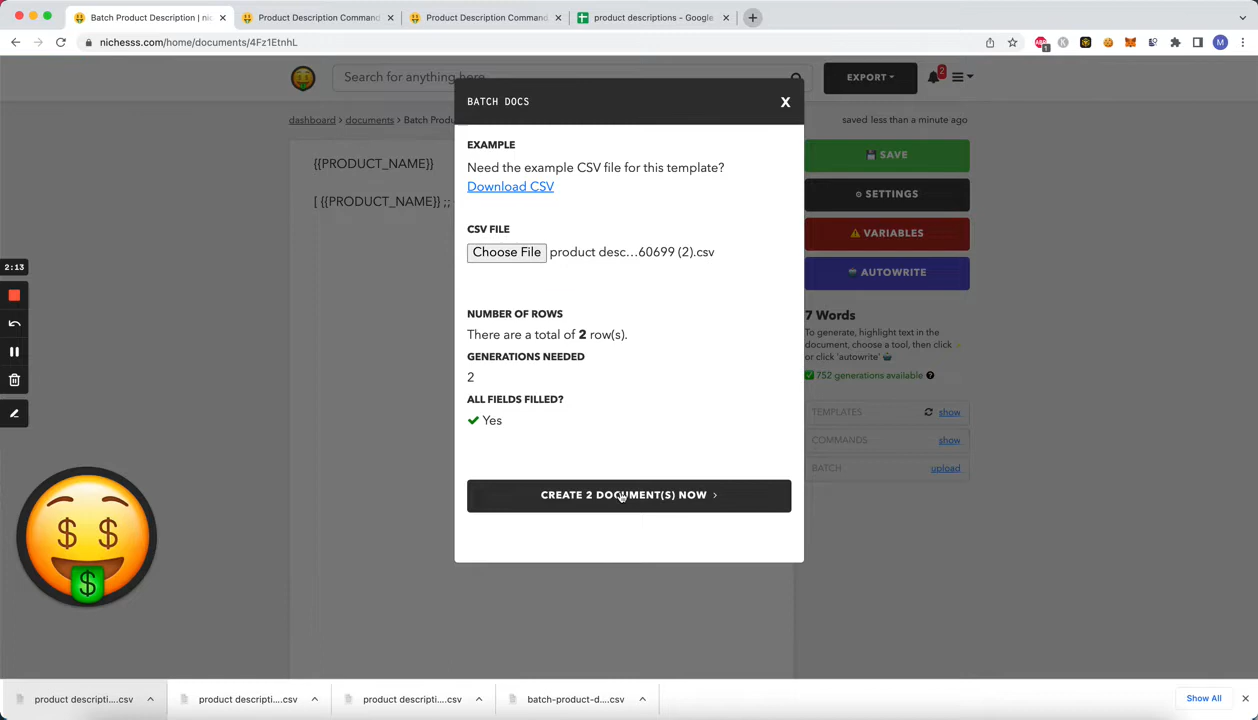 Batch Product Description | nic
Product Description Command
Product Description Command.
product descriptions - Google
nichesss.com/home/documents/4Fz1EtnhL
1
M
Search for anything here
EXPORT
2
dashboard > documents > Batch Produ
saved less than a minute ago
{{PRODUCT_NAME}}
[ {{PRODUCT_NAME}} ;;
BATCH DOCS
X
EXAMPLE
Need the example CSV file for this template?
Download CSV
CSV FILE
Choose File product desc...60699 (2).csv
NUMBER OF ROWS
There are a total of 2 row(s).
GENERATIONS NEEDED
2
ALL FIELDS FILLED?
Yes
CREATE 2 DOCUMENT(S) NOW >
SAVE
SETTINGS
VARIABLES
AUTOWRITE
7 Words
To generate, highlight text in the
document, choose a tool, then click
or click 'autowrite'
752 generations available ?
TEMPLATES show
COMMANDS show
BATCH upload
2:13
product descripti....csv
product descripti....csv
product descripti....csv
batch-product-d....csv
Show All